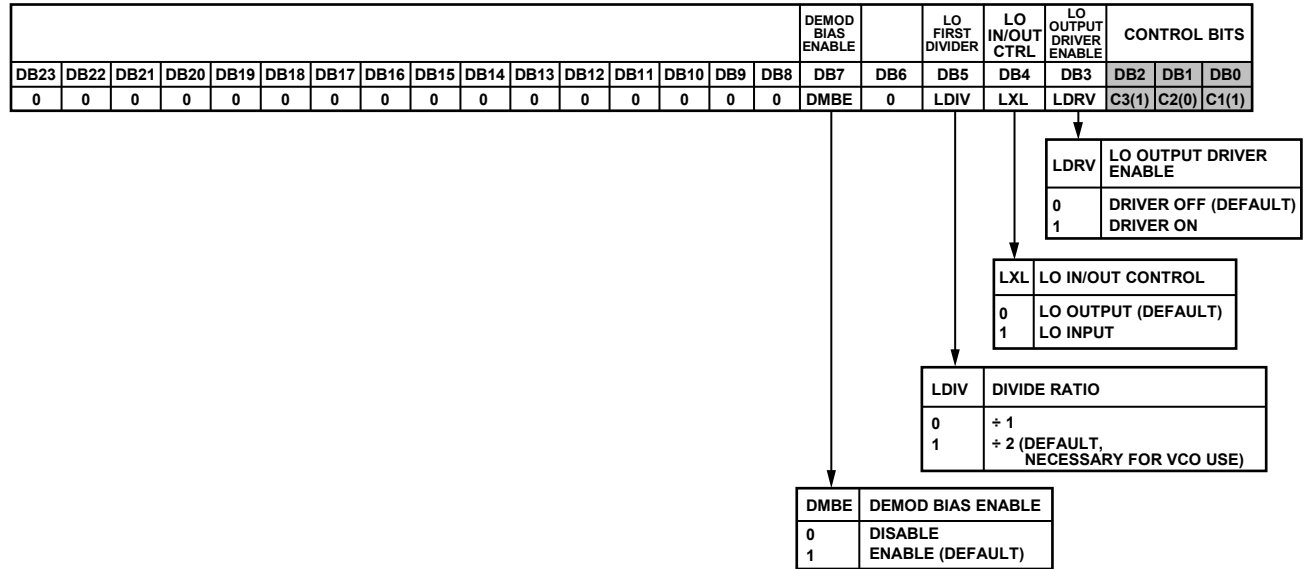 DEMOD BIAS ENABLE
LO FIRST DIVIDER
LO IN/OUT CTRL
LO OUTPUT DRIVER ENABLE
CONTROL BITS
DB23 DB22 DB21 DB20 DB19 DB18 DB17 DB16 DB15 DB14 DB13 DB12 DB11 DB10 DB9 DB8 DB7 DB6 DB5 DB4 DB3 DB2 DB1 DB0
0 0 0 0 0 0 0 0 0 0 0 0 0 0 0 0 DMBE 0 LDIV LXL LDRV C3(1) C2(0) C1(1)
LDRV LO OUTPUT DRIVER
ENABLE
0 DRIVER OFF (DEFAULT)
1 DRIVER ON
LXL LO IN/OUT CONTROL
0 LO OUTPUT (DEFAULT)
1 LO INPUT
LDIV DIVIDE RATIO
0 ÷ 1
1 ÷ 2 (DEFAULT,
NECESSARY FOR VCO USE)
DMBE DEMOD BIAS ENABLE
0 DISABLE
1 ENABLE (DEFAULT)